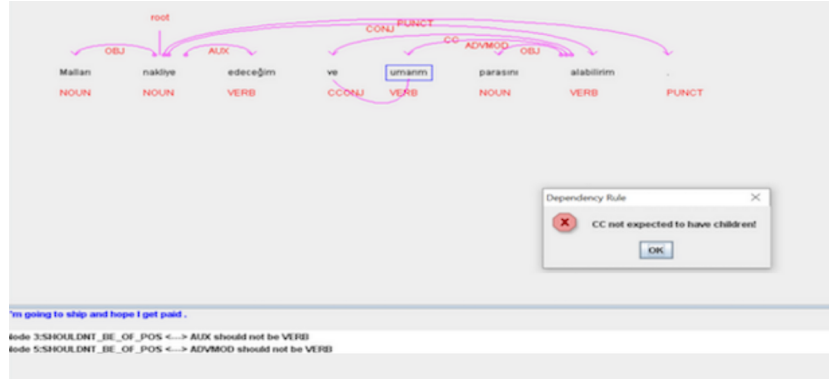 root
PUNCT
CONJ
CC
OBJ AUX ADVMOD OBJ
Malları nakliye edeceğim ve umarım parasını alabilirim .
NOUN NOUN VERB CCONJ VERB NOUN VERB PUNCT
Dependency Rule
CC not expected to have children!
OK
'm going to ship and hope I get paid .
lode 3:SHOULDNT_BE_OF_POS <---> AUX should not be VERB
lode 5:SHOULDNT_BE_OF_POS <---> ADVMOD should not be VERB